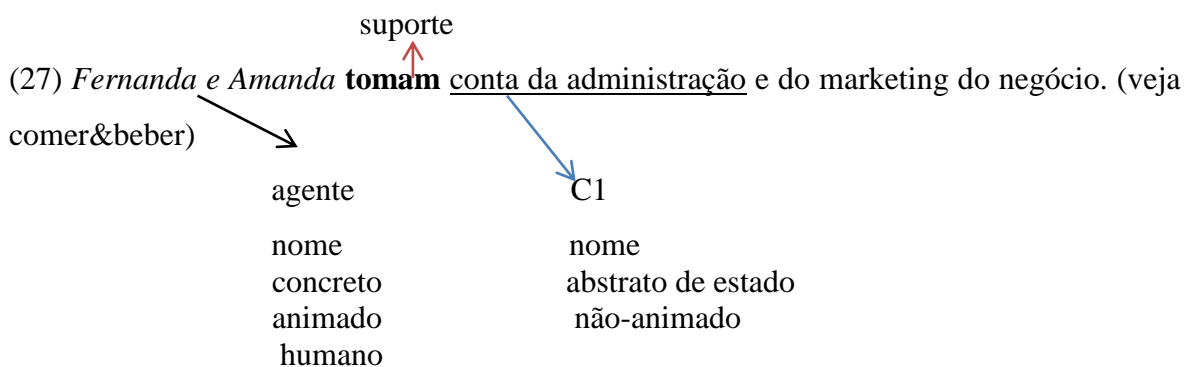 suporte
(27) Fernanda e Amanda tomam conta da administração e do marketing do negócio. (veja
comer&beber)
agente C1
nome nome
concreto abstrato de estado
animado não-animado
humano